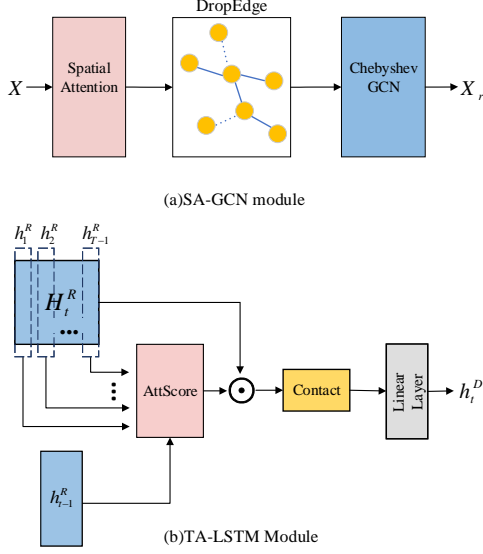 DropEdge
X
Spatial
Attention
Chebyshev
GCN
X_r
(a)SA-GCN module
h_1^R h_2^R h_{T-1}^R
H_t^R
•••
AttScore
Contact
Linear
Layer
h_t^D
h_{t-1}^R
(b)TA-LSTM Module